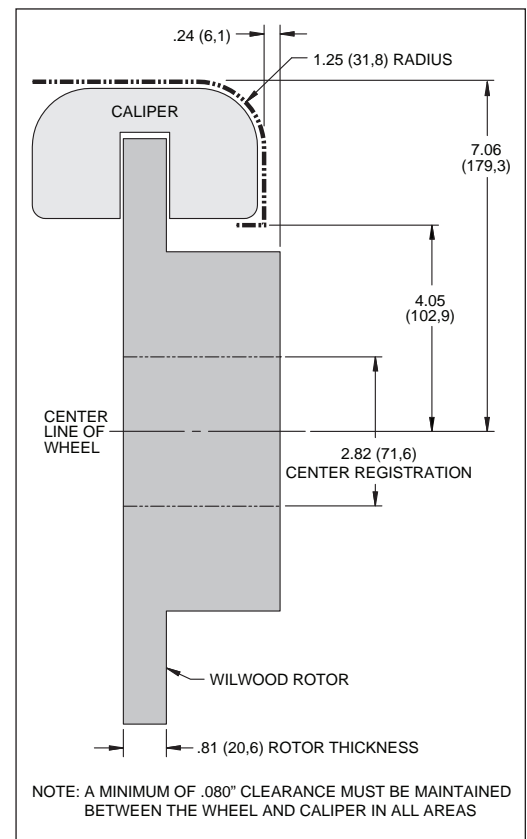 .24 (6,1)
1.25 (31,8) RADIUS
CALIPER
7.06
(179,3)
4.05
(102,9)
CENTER
LINE OF
WHEEL
2.82 (71,6)
CENTER REGISTRATION
WILWOOD ROTOR
.81 (20,6) ROTOR THICKNESS
NOTE: A MINIMUM OF .080" CLEARANCE MUST BE MAINTAINED
BETWEEN THE WHEEL AND CALIPER IN ALL AREAS